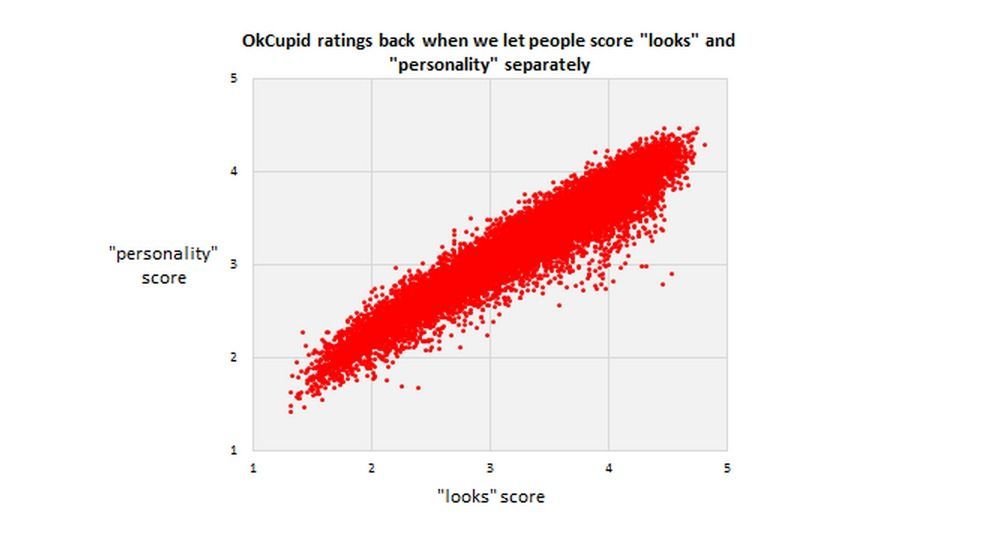 OkCupid ratings back when we let people score "looks" and
"personality" separately
5
4
"personality"
score
3
2
1
1 2 3 4 5
"looks" score